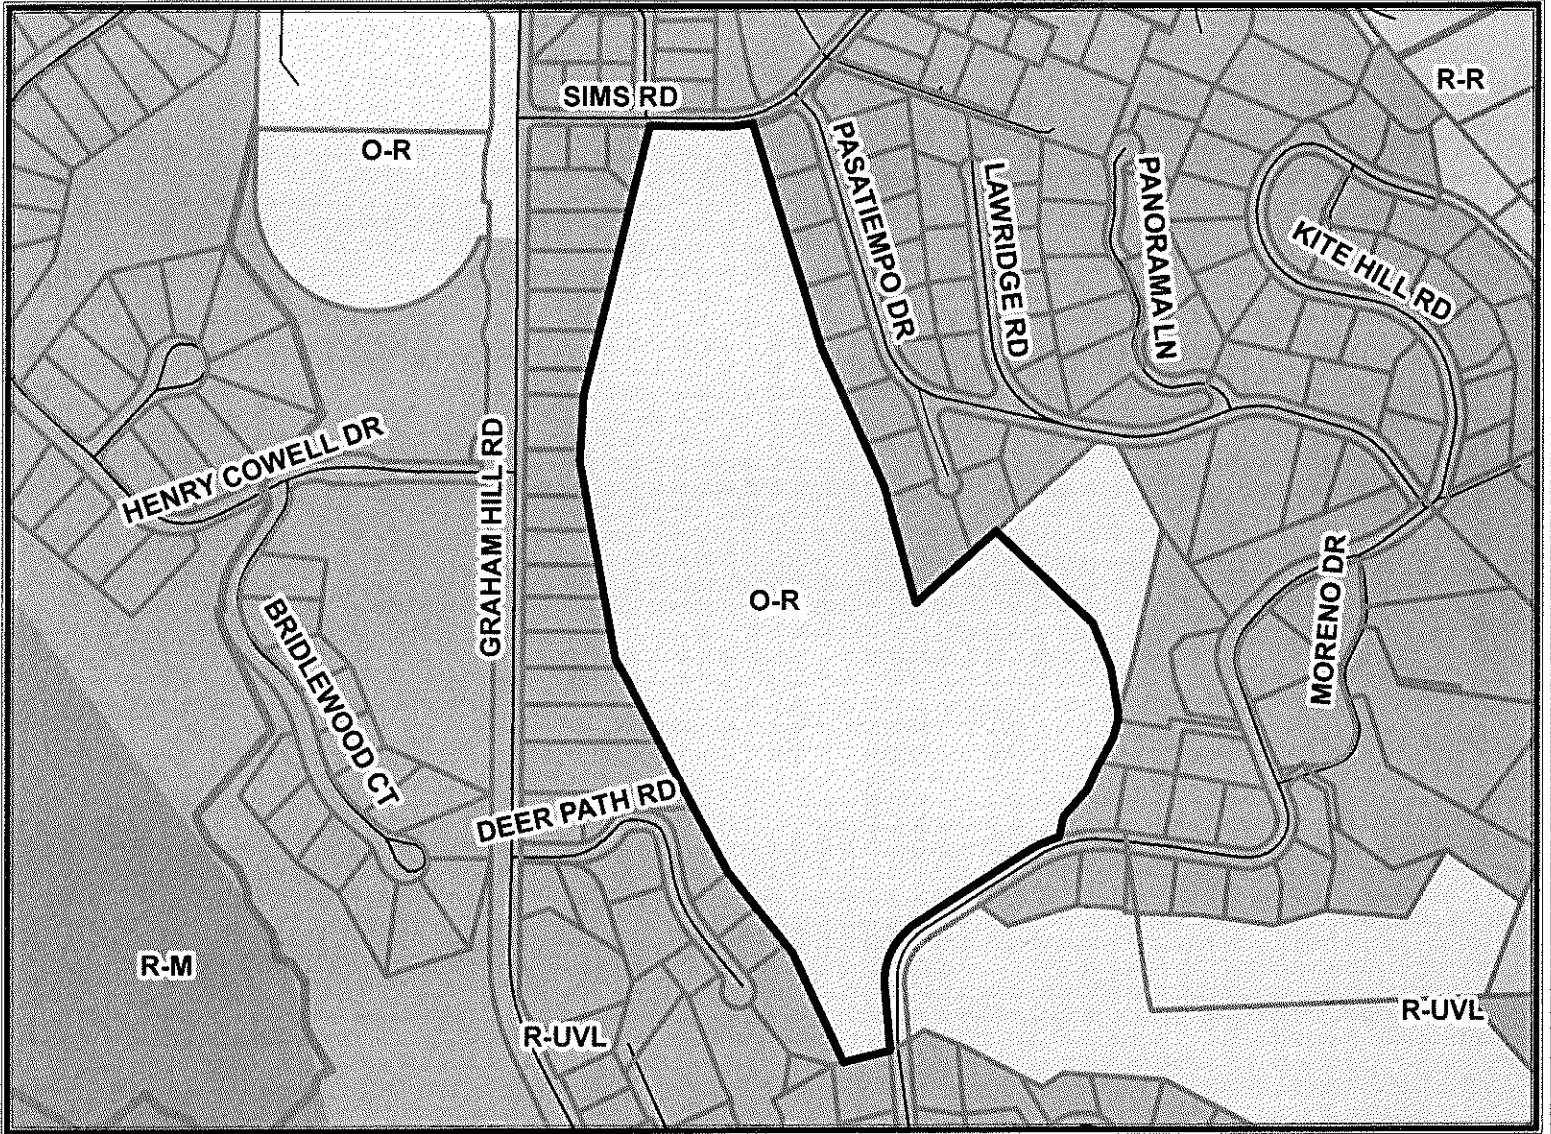 R-R
SIMS RD
O-R
PASATIEMPO DR
LAWRIDGE RD
PANORAMA LN
KITE HILL RD
HENRY COWELL DR
GRAHAM HILL RD
BRIDLEWOOD CT
O-R
MORENO DR
DEER PATH RD
R-M
R-UVL
R-UVL